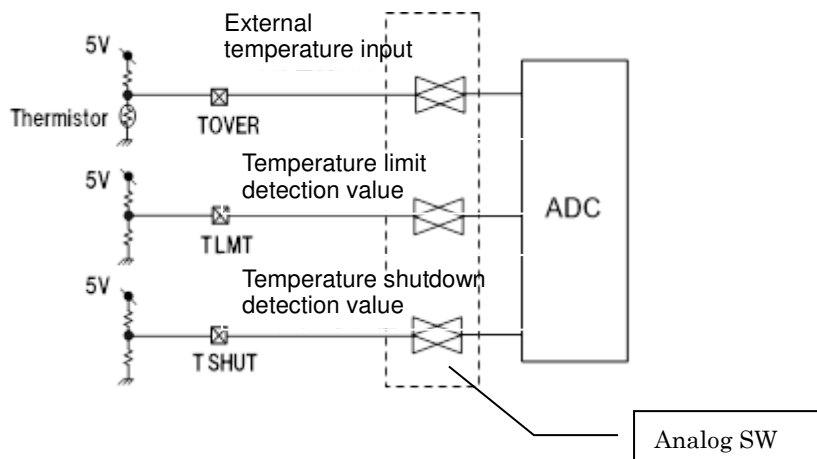 External
temperature input
5V
Thermistor
TOVER
Temperature limit
detection value
5V
TLMT
ADC
Temperature shutdown
detection value
5V
TSHUT
Analog SW